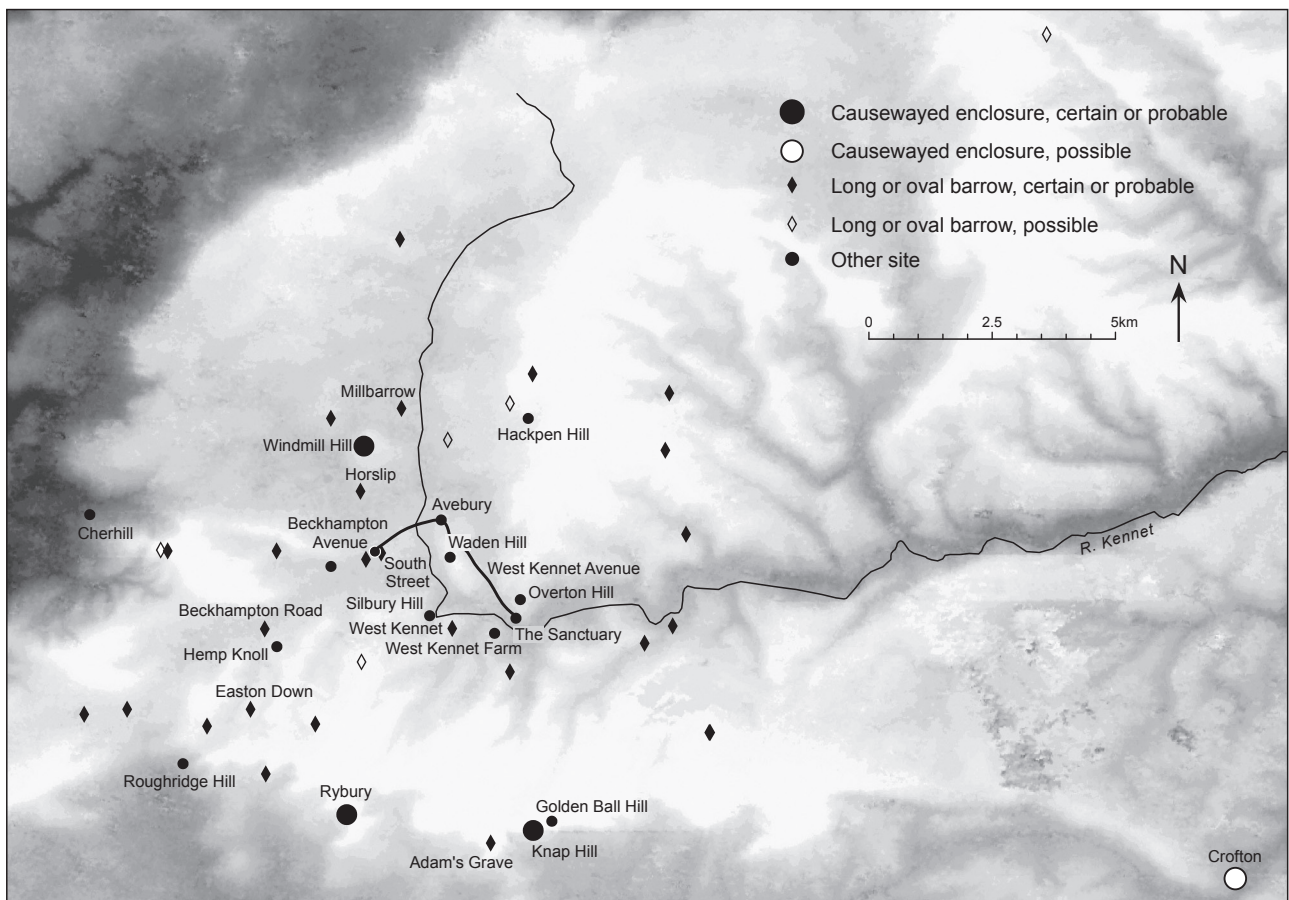 Causewayed enclosure, certain or probable
Causewayed enclosure, possible
Long or oval barrow, certain or probable
Long or oval barrow, possible
Other site
N
0 2.5 5km
Millbarrow
Hackpen Hill
Windmill Hill
Horslip
Avebury
Cherhill
Beckhampton
Avenue
Waden Hill
South
Street
West Kennet Avenue
R. Kennet
Overton Hill
Silbury Hill
Beckhampton Road
West Kennet
The Sanctuary
West Kennet Farm
Hemp Knoll
Easton Down
Roughridge Hill
Rybury
Golden Ball Hill
Knap Hill
Adam's Grave
Crofton